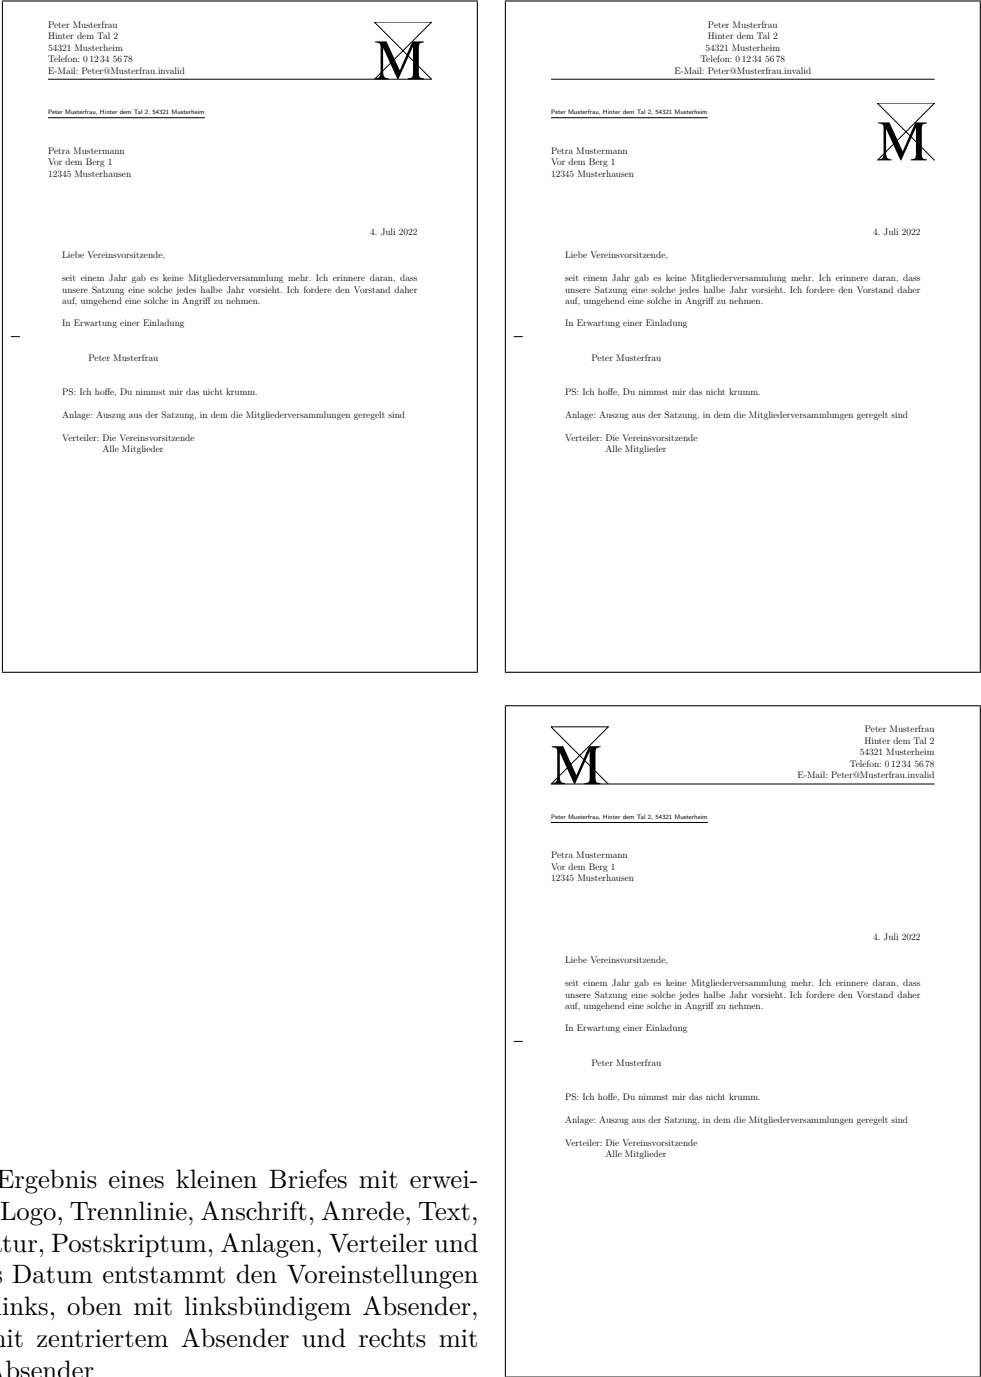 Peter Musterfrau
Hinter dem Tal 2
54321 Musterheim
Telefon: 0 12 34 56 78
E-Mail: Peter@Musterfrau.invalid
M
Peter Musterfrau, Hinter dem Tal 2, 54321 Musterheim
Petra Mustermann
Vor dem Berg 1
12345 Musterhausen
4. Juli 2022
Liebe Vereinsvorsitzende,
seit einem Jahr gab es keine Mitgliederversammlung mehr. Ich erinnere daran, dass
unsere Satzung eine solche jedes halbe Jahr vorsieht. Ich fordere den Vorstand daher
auf, umgehend eine solche in Angriff zu nehmen.
In Erwartung einer Einladung
Peter Musterfrau
PS: Ich hoffe, Du nimmst mir das nicht krumm.
Anlage: Auszug aus der Satzung, in dem die Mitgliederversammlungen geregelt sind
Verteiler: Die Vereinsvorsitzende
Alle Mitglieder
Peter Musterfrau
Hinter dem Tal 2
54321 Musterheim
Telefon: 0 12 34 56 78
E-Mail: Peter@Musterfrau.invalid
Peter Musterfrau, Hinter dem Tal 2, 54321 Musterheim
M
Petra Mustermann
Vor dem Berg 1
12345 Musterhausen
4. Juli 2022
Liebe Vereinsvorsitzende,
seit einem Jahr gab es keine Mitgliederversammlung mehr. Ich erinnere daran, dass
unsere Satzung eine solche jedes halbe Jahr vorsieht. Ich fordere den Vorstand daher
auf, umgehend eine solche in Angriff zu nehmen.
In Erwartung einer Einladung
Peter Musterfrau
PS: Ich hoffe, Du nimmst mir das nicht krumm.
Anlage: Auszug aus der Satzung, in dem die Mitgliederversammlungen geregelt sind
Verteiler: Die Vereinsvorsitzende
Alle Mitglieder
Ergebnis eines kleinen Briefes mit erwei-
Logo, Trennlinie, Anschrift, Anrede, Text,
tur, Postskriptum, Anlagen, Verteiler und
s Datum entstammt den Voreinstellungen
links, oben mit linksbündigem Absender,
mit zentriertem Absender und rechts mit
Absender
M
Peter Musterfrau
Hinter dem Tal 2
54321 Musterheim
Telefon: 0 12 34 56 78
E-Mail: Peter@Musterfrau.invalid
Peter Musterfrau, Hinter dem Tal 2, 54321 Musterheim
Petra Mustermann
Vor dem Berg 1
12345 Musterhausen
4. Juli 2022
Liebe Vereinsvorsitzende,
seit einem Jahr gab es keine Mitgliederversammlung mehr. Ich erinnere daran, dass
unsere Satzung eine solche jedes halbe Jahr vorsieht. Ich fordere den Vorstand daher
auf, umgehend eine solche in Angriff zu nehmen.
In Erwartung einer Einladung
Peter Musterfrau
PS: Ich hoffe, Du nimmst mir das nicht krumm.
Anlage: Auszug aus der Satzung, in dem die Mitgliederversammlungen geregelt sind
Verteiler: Die Vereinsvorsitzende
Alle Mitglieder